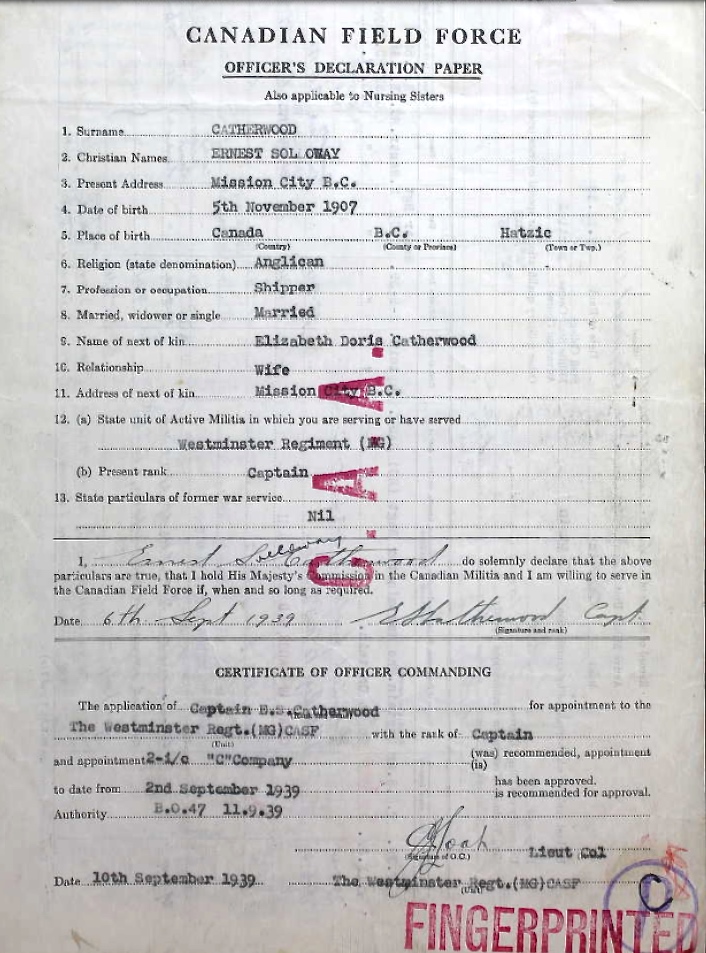 CANADIAN FIELD FORCE
OFFICER'S DECLARATION PAPER
Also applicable to Nursing Sisters
1. Surname CATHERWOOD
2. Christian Names ERNEST SOLLOWAY
3. Present Address Mission City B.C.
4. Date of birth 5th November 1907
5. Place of birth Canada B.C. Hatzic
(Country) (County or Province) (Town or Twp.)
6. Religion (state denomination) Anglican
7. Profession or occupation Shipper
8. Married, widower or single Married
9. Name of next of kin Elizabeth Doris Catherwood
10. Relationship Wife
11. Address of next of kin Mission City B.C.
12. (a) State unit of Active Militia in which you are serving or have served
Westminster Regiment (MG)
(b) Present rank Captain
13. State particulars of former war service
Nil
C. A. A.
I, Ernest Solloway Catherwood do solemnly declare that the above
particulars are true, that I hold His Majesty's Commission in the Canadian Militia and I am willing to serve in
the Canadian Field Force if, when and so long as required.
Date 6th Sept 1939 ESCatherwood Capt
(Signature and rank)
CERTIFICATE OF OFFICER COMMANDING
The application of Captain E.S.Catherwood for appointment to the
The Westminster Regt.(MG)CASF with the rank of Captain
(Unit)
and appointment 2-i/c "C"Company (was) recommended, appointment
(is)
to date from 2nd September 1939 has been approved.
is recommended for approval.
Authority B.O.47 11.9.39
Lieut Col
(Signature of O.C.)
Date 10th September 1939 The Westminster Regt.(MG)CASF
(Unit)
C
FINGERPRINTED